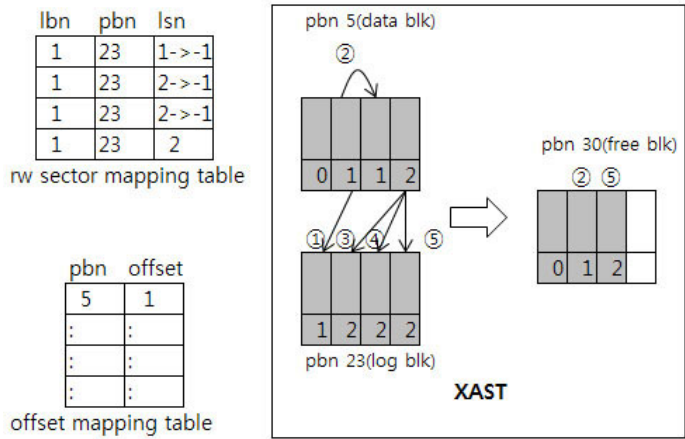 lbn pbn lsn
1 23 1->-1
1 23 2->-1
1 23 2->-1
1 23 2
rw sector mapping table
pbn offset
5 1
: :
: :
: :
offset mapping table
pbn 5(data blk)
②
0 1 1 2
① ③ ④ ⑤
1 2 2 2
pbn 23(log blk)
pbn 30(free blk)
② ⑤
0 1 2
XAST